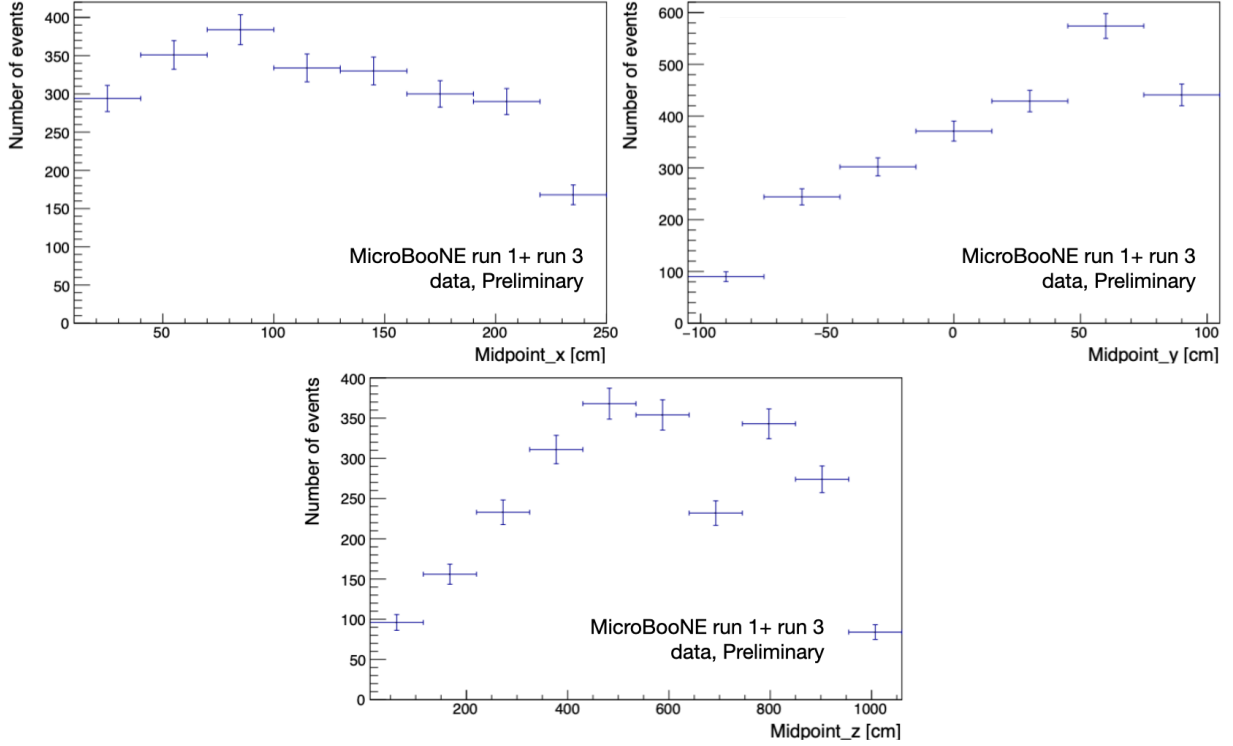 Number of events
400
350
300
250
200
150
100
50
0
MicroBooNE run 1+ run 3
data, Preliminary
50 100 150 200 250
Midpoint_x [cm]
Number of events
600
500
400
300
200
100
0
MicroBooNE run 1+ run 3
data, Preliminary
−100 −50 0 50 100
Midpoint_y [cm]
Number of events
400
350
300
250
200
150
100
50
0
MicroBooNE run 1+ run 3
data, Preliminary
200 400 600 800 1000
Midpoint_z [cm]